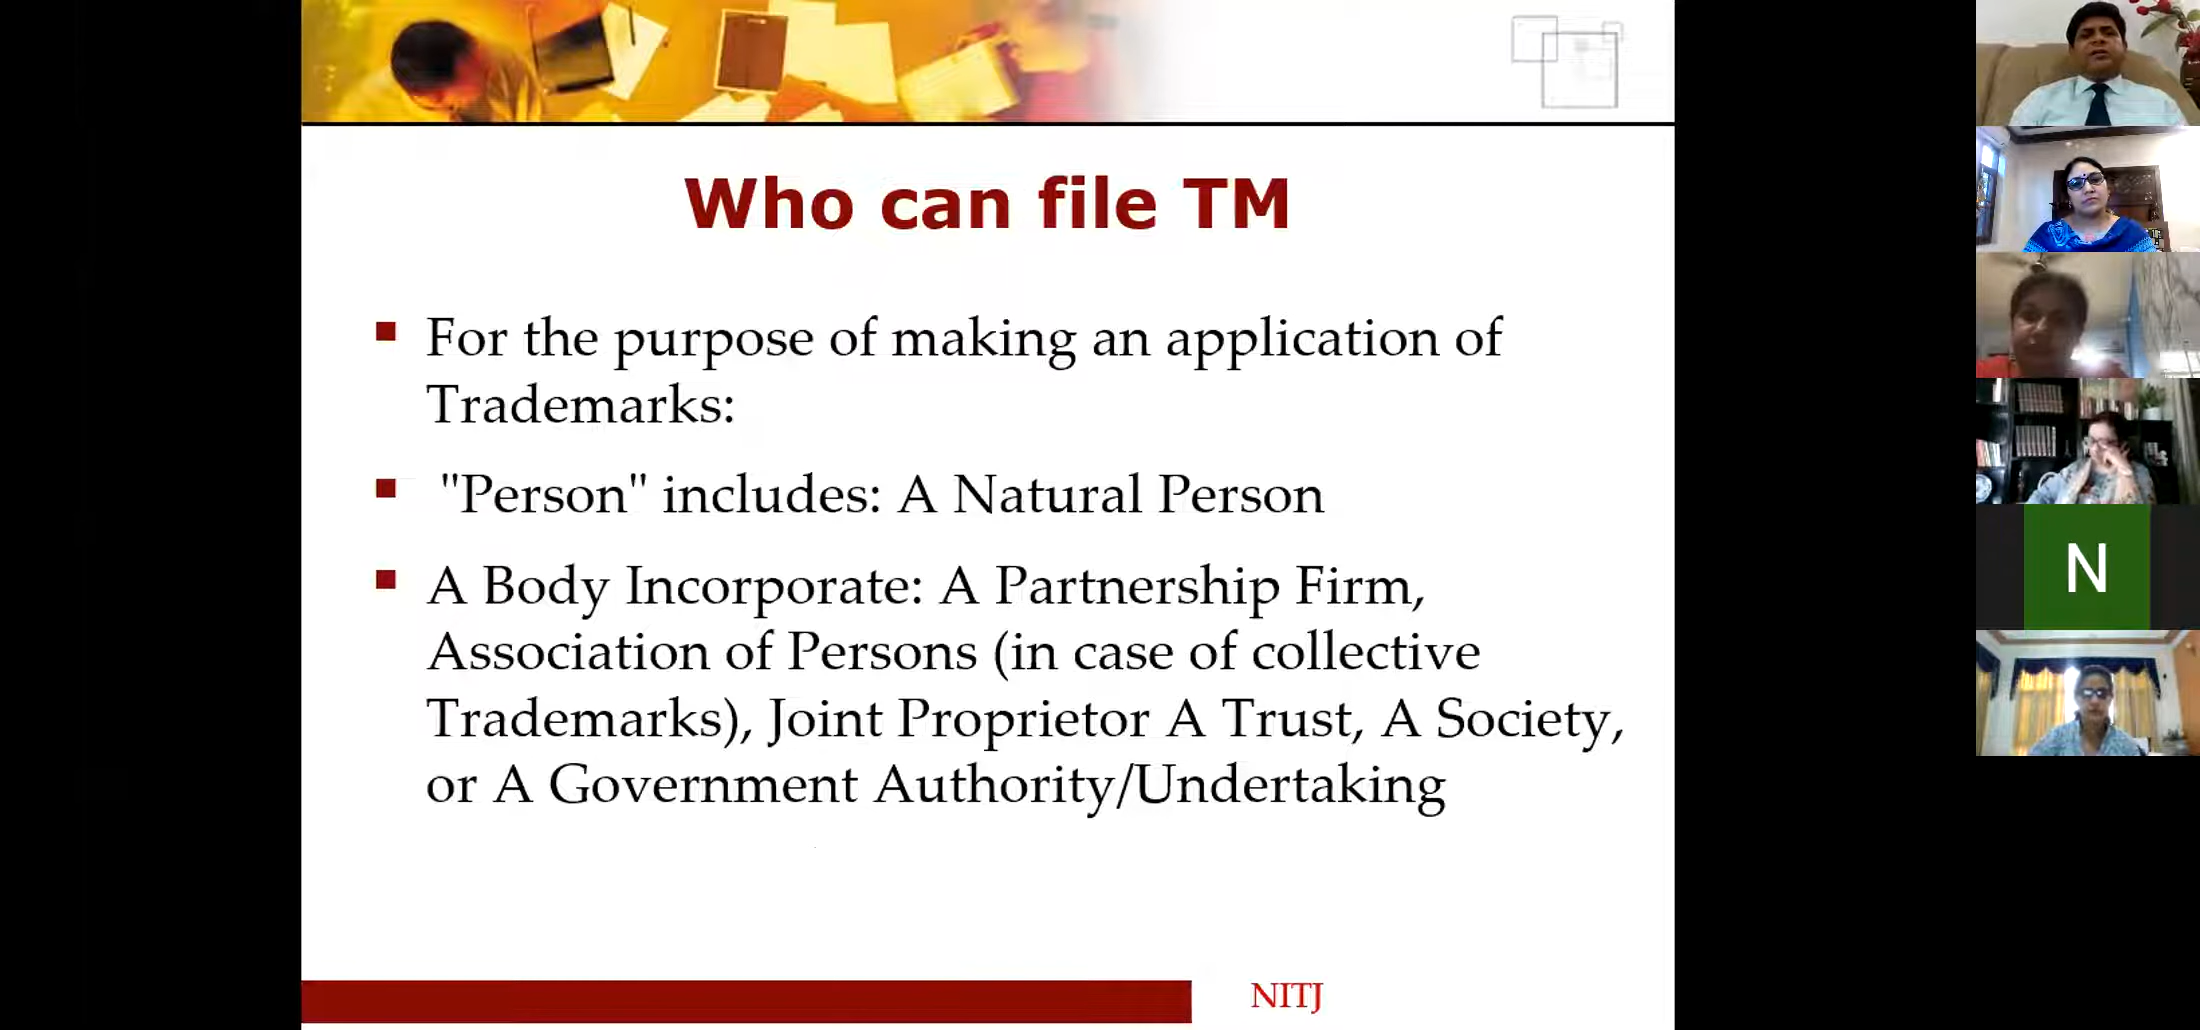 Who can file TM
For the purpose of making an application of
Trademarks:
"Person" includes: A Natural Person
A Body Incorporate: A Partnership Firm,
Association of Persons (in case of collective
Trademarks), Joint Proprietor A Trust, A Society,
or A Government Authority/Undertaking
NITJ
N